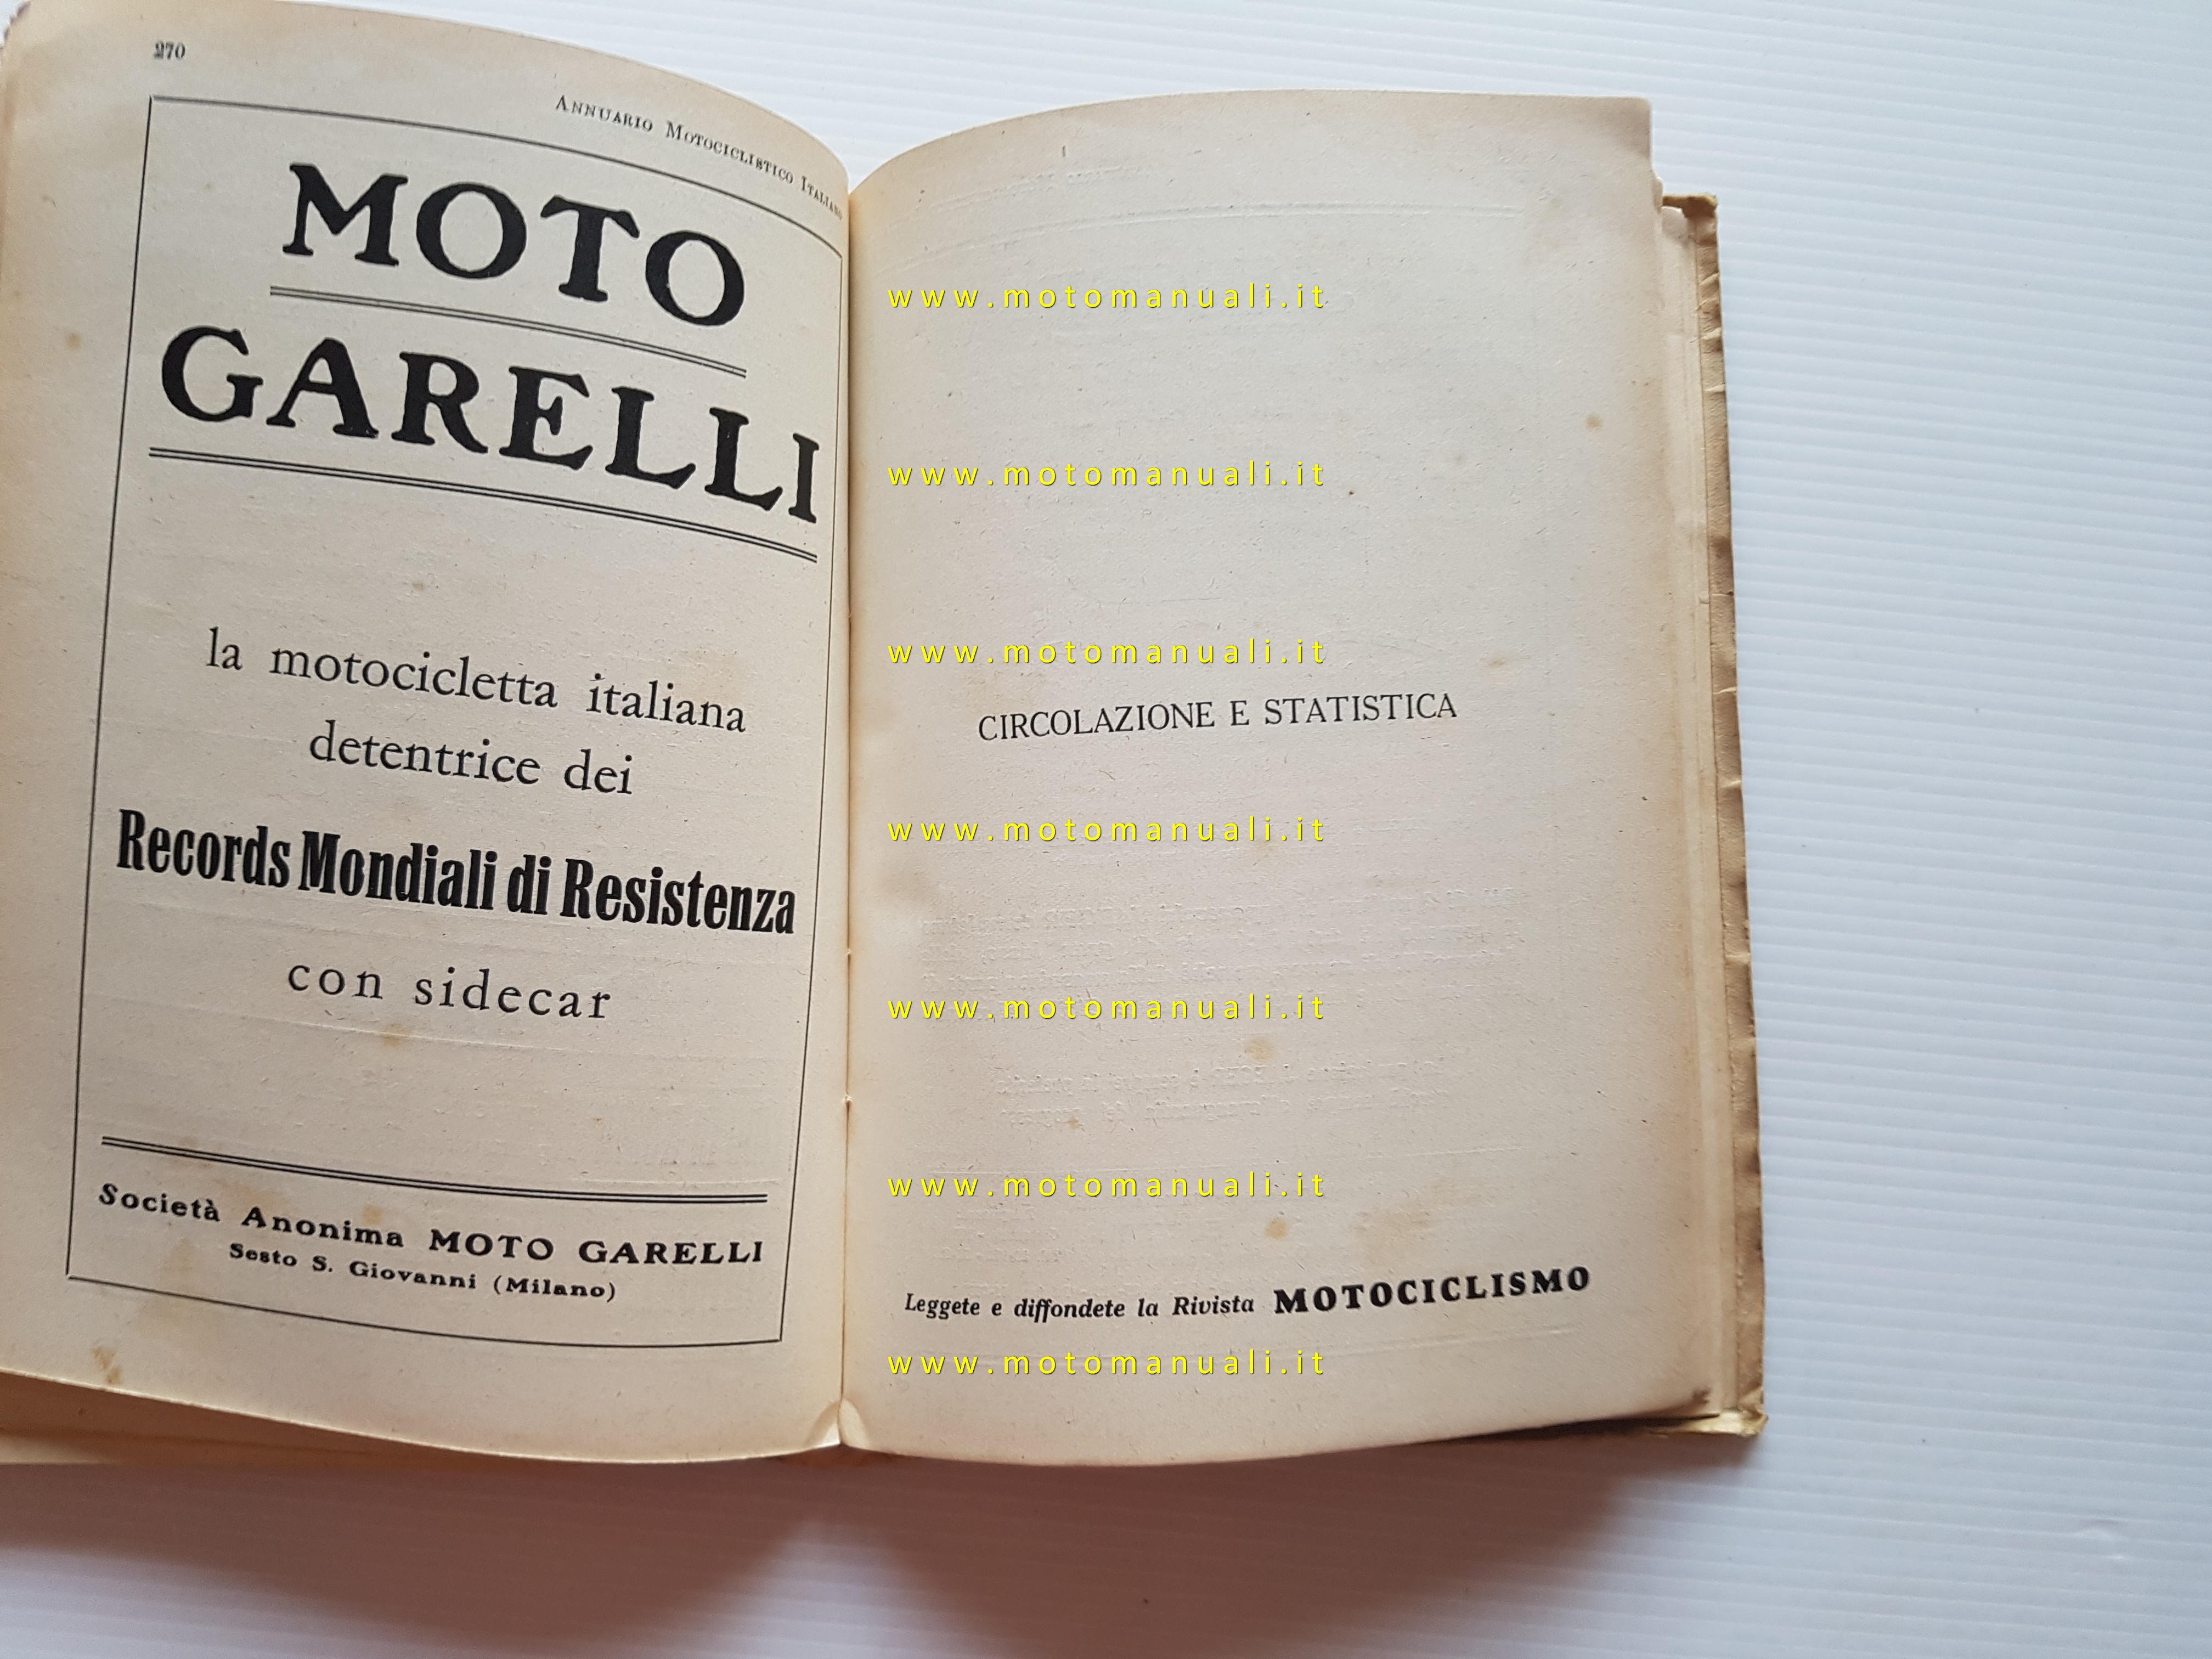 270
Annuario Motociclistico Italiano
MOTO
GARELLI
la motocicletta italiana
detentrice dei
Records Mondiali di Resistenza
con sidecar
Società Anonima MOTO GARELLI
Sesto S. Giovanni (Milano)
www.motomanuali.it
www.motomanuali.it
www.motomanuali.it
CIRCOLAZIONE E STATISTICA
www.motomanuali.it
www.motomanuali.it
www.motomanuali.it
Leggete e diffondete la Rivista MOTOCICLISMO
www.motomanuali.it